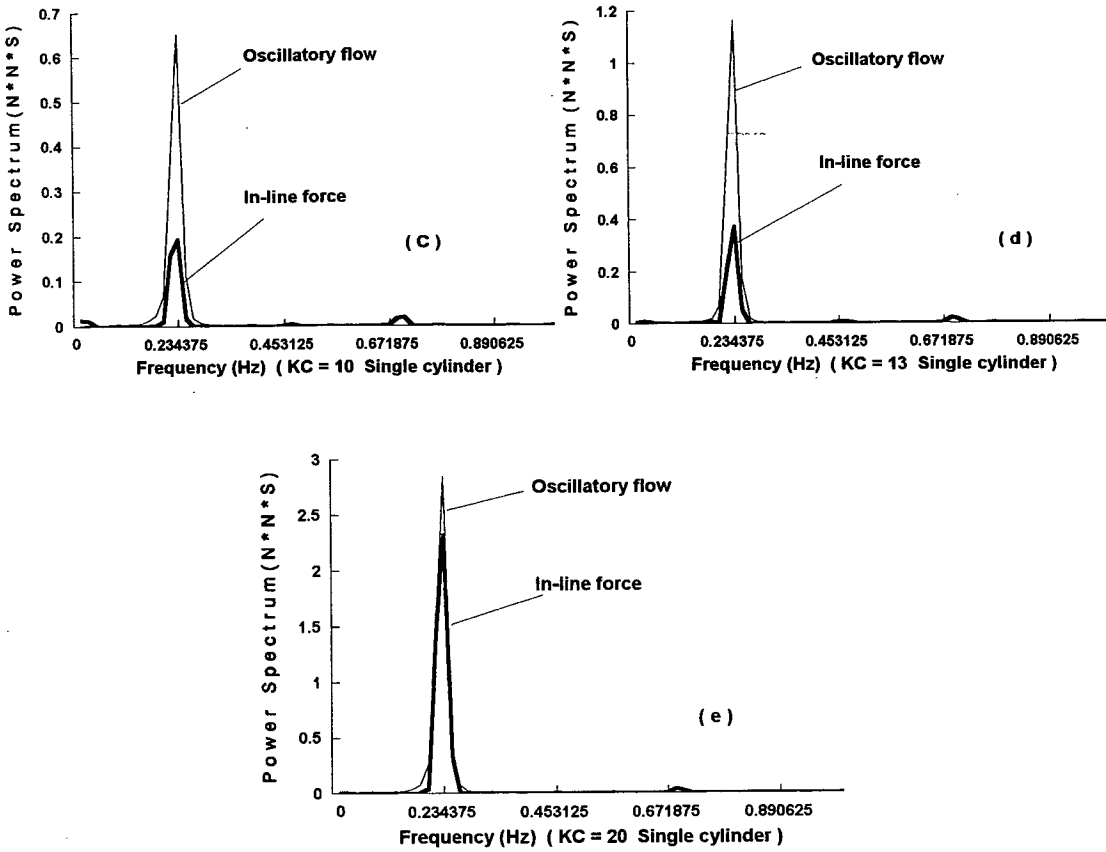 Power Spectrum (N*N*S)
0.7
0.6
0.5
0.4
0.3
0.2
0.1
0
Oscillatory flow
In-line force
( C )
0 0.234375 0.453125 0.671875 0.890625
Frequency (Hz) ( KC = 10 Single cylinder )
Power Spectrum (N*N*S)
1.2
1
0.8
0.6
0.4
0.2
0
Oscillatory flow
In-line force
( d )
0 0.234375 0.453125 0.671875 0.890625
Frequency (Hz) ( KC = 13 Single cylinder )
Power Spectrum (N*N*S)
3
2.5
2
1.5
1
0.5
0
Oscillatory flow
In-line force
( e )
0 0.234375 0.453125 0.671875 0.890625
Frequency (Hz) ( KC = 20 Single cylinder )